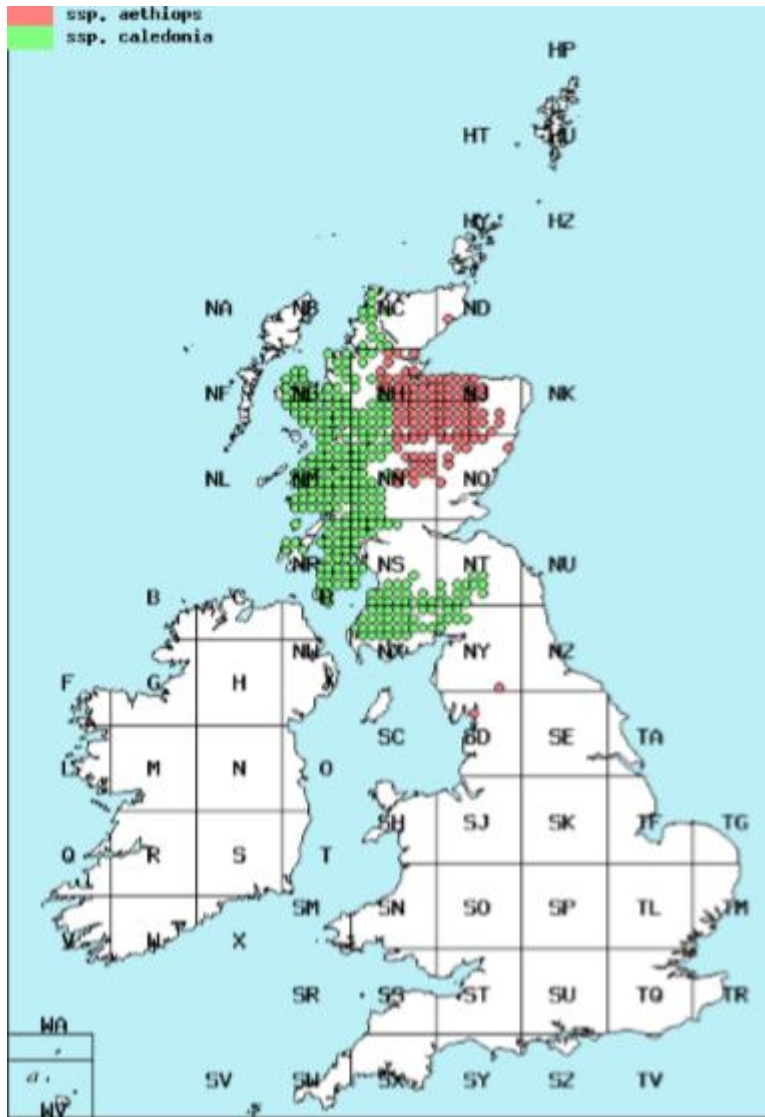 ssp. aethiops
ssp. caledonia
HP
HT HU
HY HZ
NA NB NC ND
NF NG NH NJ NK
NL NM NN NO
NR NS NT NU
B C R
NW NX NY NZ
F G H
SC SD SE TA
L M N O
SH SJ SK TF TG
Q R S T
SM SN SO SP TL TM
V W X
SR SS ST SU TQ TR
WA
SV SW SX SY SZ TV
WV